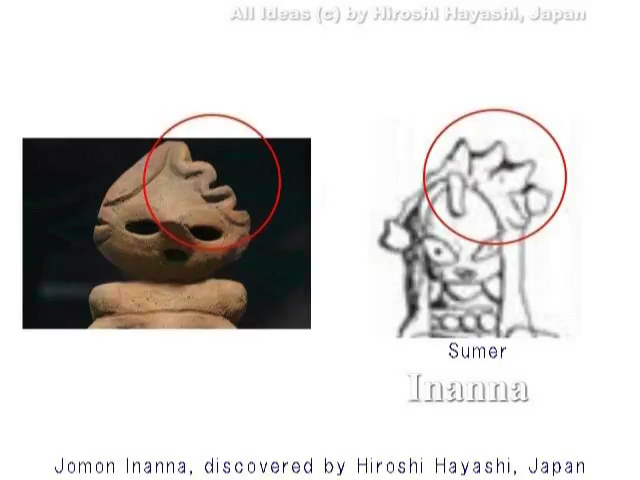 All Ideas (c) by Hiroshi Hayashi, Japan
Sumer
Inanna
Jomon Inanna, discovered by Hiroshi Hayashi, Japan